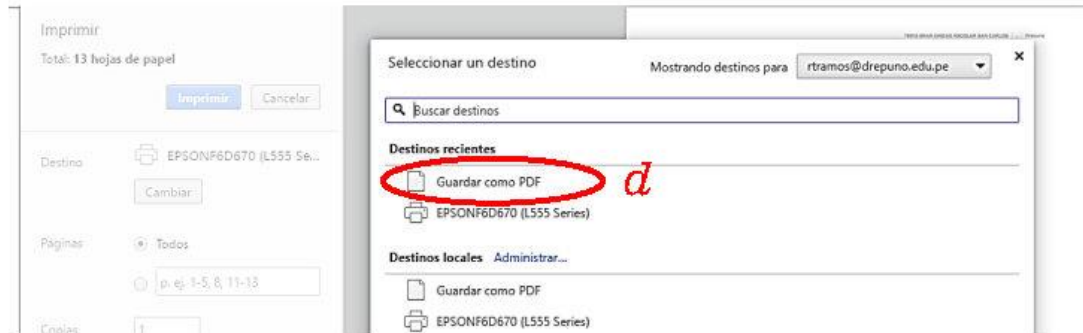 Imprimir
Total: 13 hojas de papel
Imprimir Cancelar
Destino EPSONF6D670 (L555 Se...
Cambiar
Páginas Todos
p. ej. 1-5, 8, 11-13
Copias 1
Seleccionar un destino Mostrando destinos para rtramos@drepuno.edu.pe ×
Buscar destinos
Destinos recientes
Guardar como PDF d
EPSONF6D670 (L555 Series)
Destinos locales Administrar...
Guardar como PDF
EPSONF6D670 (L555 Series)